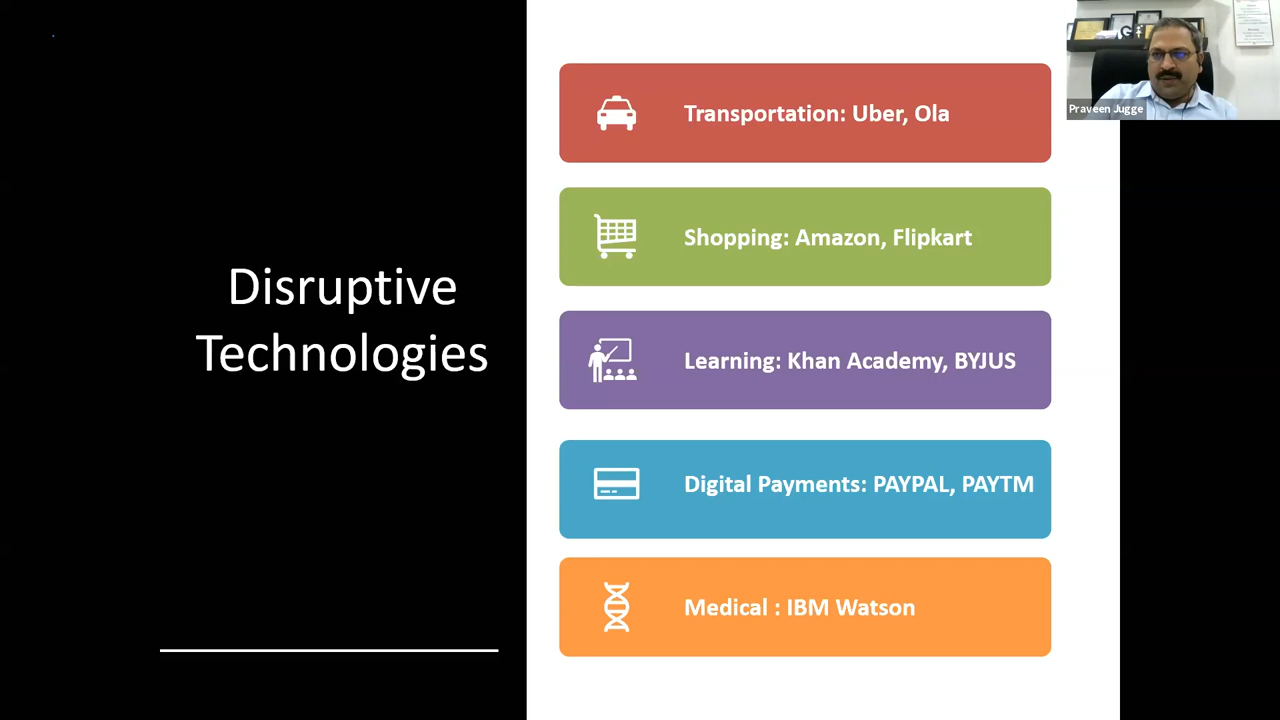 Disruptive
Technologies
Transportation: Uber, Ola
Shopping: Amazon, Flipkart
Learning: Khan Academy, BYJUS
Digital Payments: PAYPAL, PAYTM
Medical : IBM Watson
Praveen Jugge